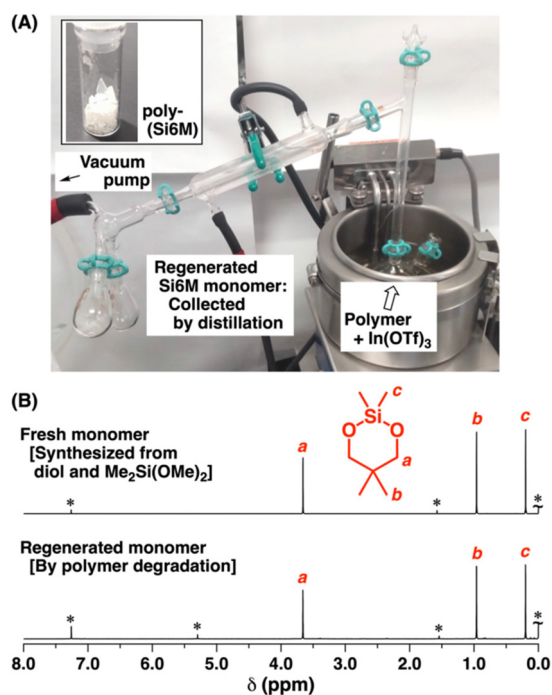 (A)
poly-
(Si6M)
Vacuum
pump
Regenerated
Si6M monomer:
Collected
by distillation
Polymer
+ In(OTf)₃
(B)
Fresh monomer
[Synthesized from
diol and Me₂Si(OMe)₂]
c
Si
O O
a
b
a
b
c
* * *
~
Regenerated monomer
[By polymer degradation]
a
b
c
* * * *
~
8.0 7.0 6.0 5.0 4.0 3.0 2.0 1.0 0.0
δ (ppm)